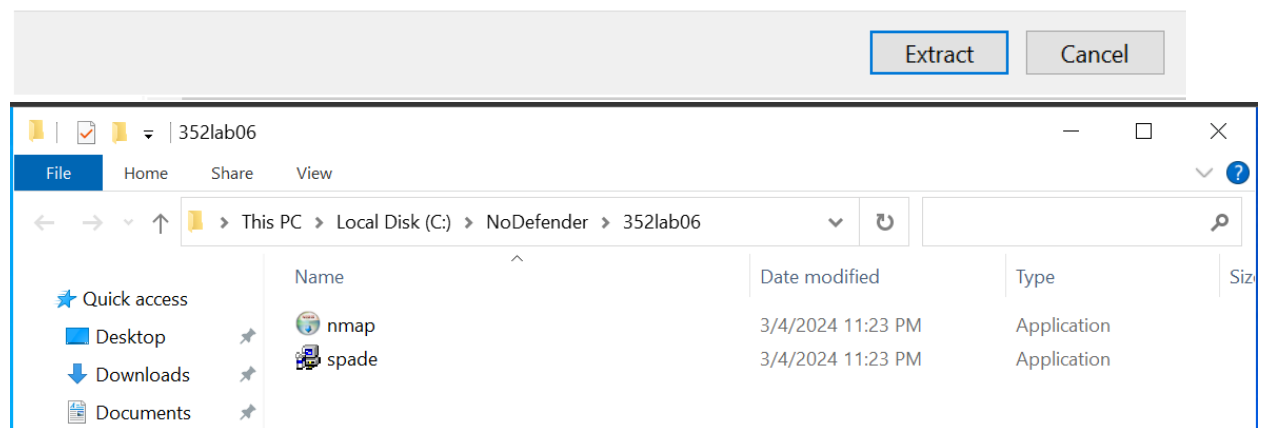 Extract Cancel
352lab06
File Home Share View
This PC Local Disk (C:) NoDefender 352lab06
Name Date modified Type Siz
Quick access
nmap 3/4/2024 11:23 PM Application
Desktop
spade 3/4/2024 11:23 PM Application
Downloads
Documents